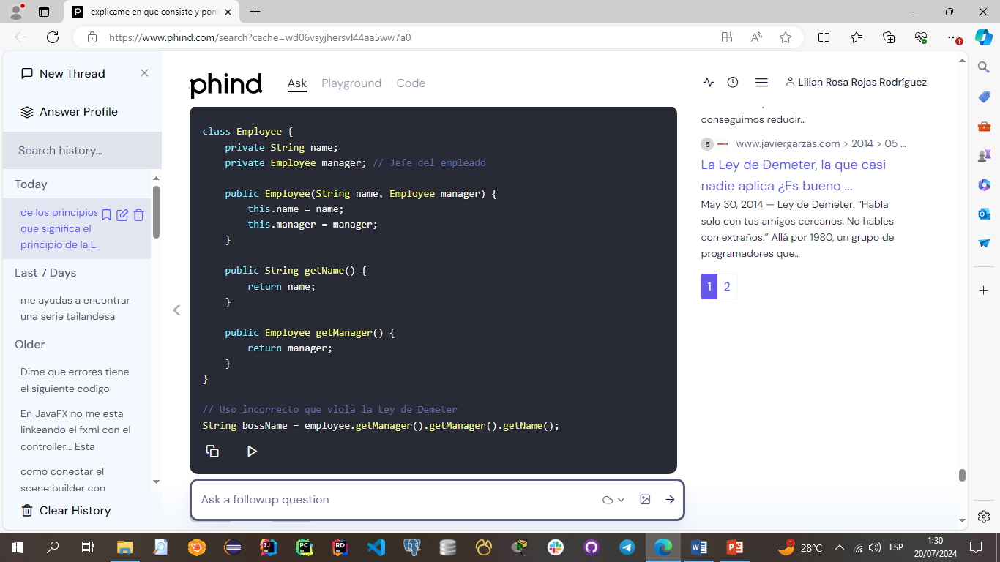 explicame en que consiste y pon
https://www.phind.com/search?cache=wd06vsyjhersvl44aa5ww7a0
New Thread
Answer Profile
Search history...
Today
de los principios
que significa el
principio de la L
Last 7 Days
me ayudas a encontrar
una serie tailandesa
Older
Dime que errores tiene
el siguiente codigo
En JavaFX no me esta
linkeando el fxml con el
controller... Esta
como conectar el
scene builder con
Clear History
phind
Ask Playground Code
Lilian Rosa Rojas Rodríguez
class Employee {
private String name;
private Employee manager; // Jefe del empleado
public Employee(String name, Employee manager) {
this.name = name;
this.manager = manager;
}
public String getName() {
return name;
}
public Employee getManager() {
return manager;
}
}
// Uso incorrecto que viola la Ley de Demeter
String bossName = employee.getManager().getManager().getName();
Ask a followup question
conseguimos reducir..
5 www.javiergarzas.com > 2014 > 05 ...
La Ley de Demeter, la que casi
nadie aplica ¿Es bueno ...
May 30, 2014 — Ley de Demeter: “Habla
solo con tus amigos cercanos. No hables
con extraños.” Allá por 1980, un grupo de
programadores que..
1 2
28°C
ESP
1:30
20/07/2024